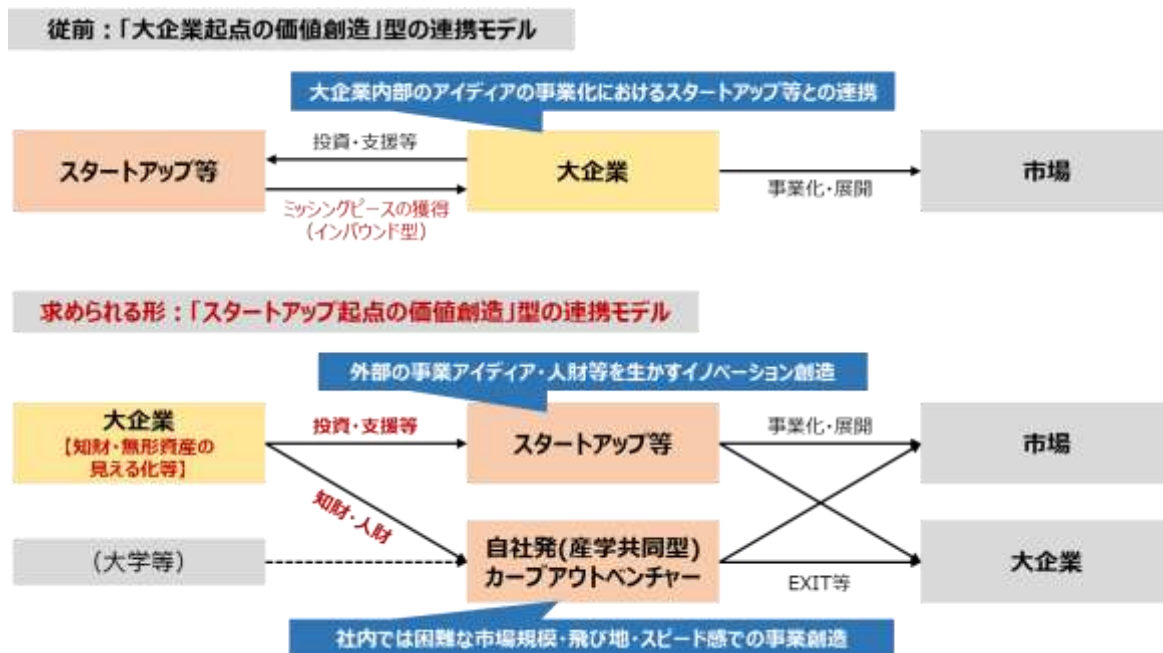 従前：「大企業起点の価値創造」型の連携モデル
大企業内部のアイディアの事業化におけるスタートアップ等との連携
スタートアップ等
投資・支援等
ミッシングピースの獲得
（インバウンド型）
大企業
事業化・展開
市場
求められる形：「スタートアップ起点の価値創造」型の連携モデル
外部の事業アイディア・人財等を生かすイノベーション創造
大企業
【知財・無形資産の
見える化等】
投資・支援等
スタートアップ等
事業化・展開
市場
知財・人財
（大学等）
自社発(産学共同型)
カーブアウトベンチャー
EXIT等
大企業
社内では困難な市場規模・飛び地・スピード感での事業創造